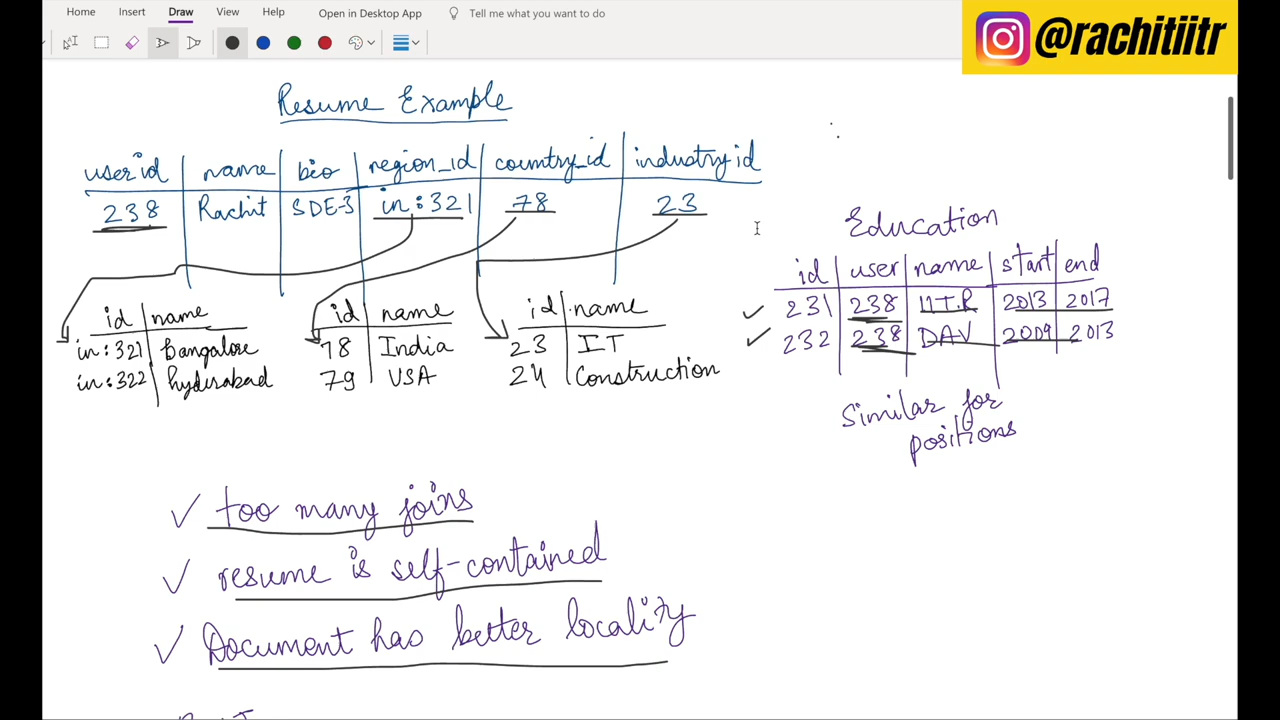 Home Insert Draw View Help Open in Desktop App Tell me what you want to do
@rachitiitr
Resume Example
userid name bio region_id country_id industryid
238 Rachit SDE-3 in:321 78 23
id name
in:321 Bangalore
in:322 hyderabad
id name
78 India
79 USA
id name
23 IT
24 Construction
Education
id user name start end
231 238 IITR 2013 2017
232 238 DAV 2009 2013
Similar for
positions
✓ too many joins
✓ resume is self-contained
✓ Document has better locality